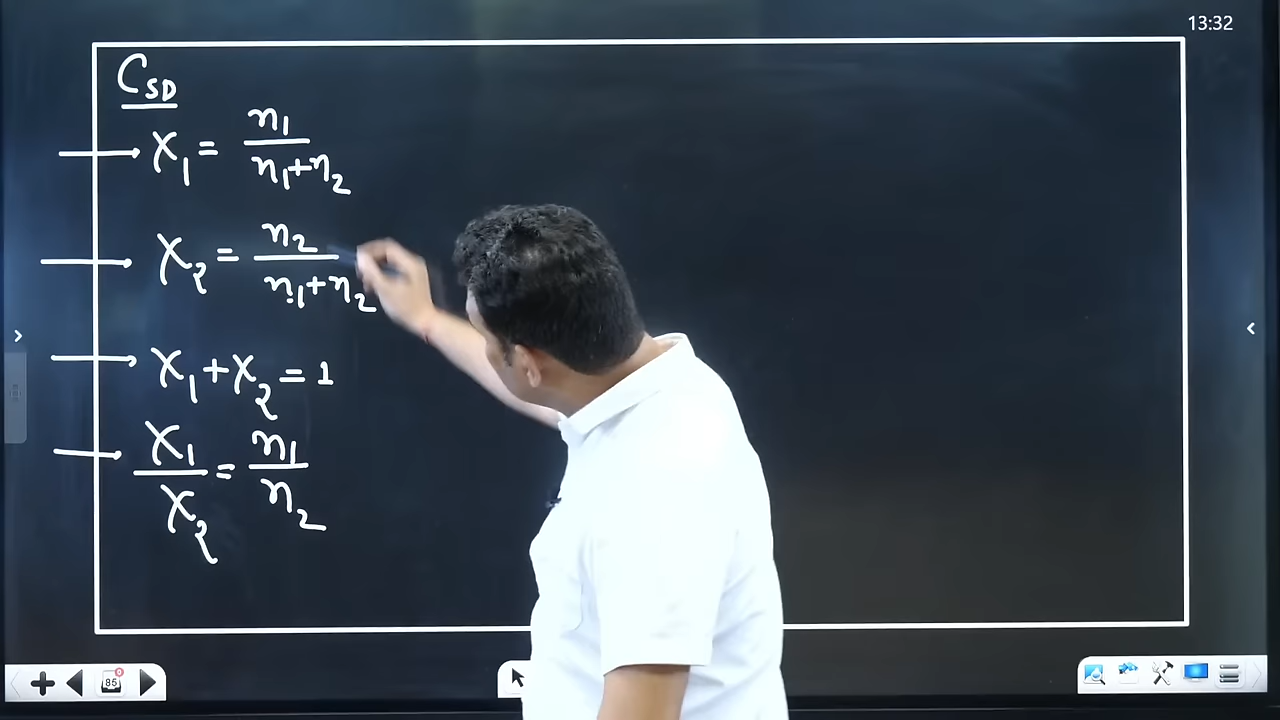 13:32
C_SD
X₁ = n₁/(n₁+n₂)
X₂ = n₂/(n₁+n₂)
X₁+X₂ = 1
X₁/X₂ = n₁/n₂
85
0